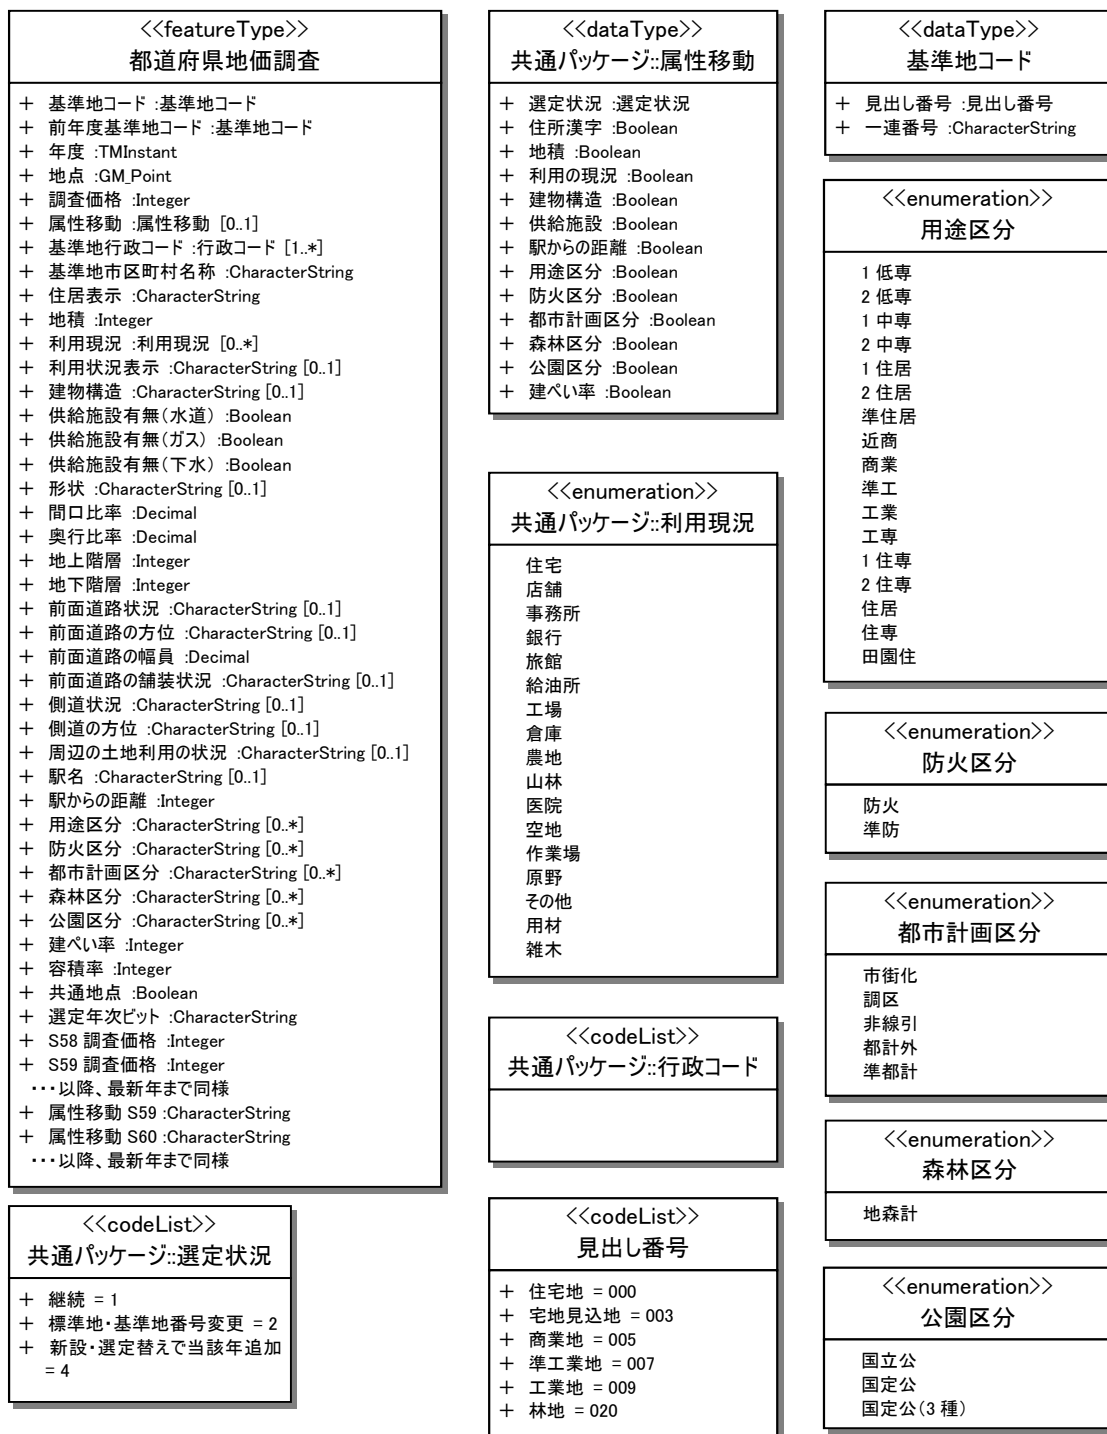 <<featureType>>
都道府県地価調査
+ 基準地コード :基準地コード
+ 前年度基準地コード :基準地コード
+ 年度 :TMInstant
+ 地点 :GM_Point
+ 調査価格 :Integer
+ 属性移動 :属性移動 [0..1]
+ 基準地行政コード :行政コード [1..*]
+ 基準地市区町村名称 :CharacterString
+ 住居表示 :CharacterString
+ 地積 :Integer
+ 利用現況 :利用現況 [0..*]
+ 利用状況表示 :CharacterString [0..1]
+ 建物構造 :CharacterString [0..1]
+ 供給施設有無(水道) :Boolean
+ 供給施設有無(ガス) :Boolean
+ 供給施設有無(下水) :Boolean
+ 形状 :CharacterString [0..1]
+ 間口比率 :Decimal
+ 奥行比率 :Decimal
+ 地上階層 :Integer
+ 地下階層 :Integer
+ 前面道路状況 :CharacterString [0..1]
+ 前面道路の方位 :CharacterString [0..1]
+ 前面道路の幅員 :Decimal
+ 前面道路の舗装状況 :CharacterString [0..1]
+ 側道状況 :CharacterString [0..1]
+ 側道の方位 :CharacterString [0..1]
+ 周辺の土地利用の状況 :CharacterString [0..1]
+ 駅名 :CharacterString [0..1]
+ 駅からの距離 :Integer
+ 用途区分 :CharacterString [0..*]
+ 防火区分 :CharacterString [0..*]
+ 都市計画区分 :CharacterString [0..*]
+ 森林区分 :CharacterString [0..*]
+ 公園区分 :CharacterString [0..*]
+ 建ぺい率 :Integer
+ 容積率 :Integer
+ 共通地点 :Boolean
+ 選定年次ビット :CharacterString
+ S58 調査価格 :Integer
+ S59 調査価格 :Integer
・・・以降、最新年まで同様
+ 属性移動 S59 :CharacterString
+ 属性移動 S60 :CharacterString
・・・以降、最新年まで同様
<<codeList>>
共通パッケージ::選定状況
+ 継続 = 1
+ 標準地・基準地番号変更 = 2
+ 新設・選定替えで当該年追加
= 4
<<dataType>>
共通パッケージ::属性移動
+ 選定状況 :選定状況
+ 住所漢字 :Boolean
+ 地積 :Boolean
+ 利用の現況 :Boolean
+ 建物構造 :Boolean
+ 供給施設 :Boolean
+ 駅からの距離 :Boolean
+ 用途区分 :Boolean
+ 防火区分 :Boolean
+ 都市計画区分 :Boolean
+ 森林区分 :Boolean
+ 公園区分 :Boolean
+ 建ぺい率 :Boolean
<<enumeration>>
共通パッケージ::利用現況
住宅
店舗
事務所
銀行
旅館
給油所
工場
倉庫
農地
山林
医院
空地
作業場
原野
その他
用材
雑木
<<codeList>>
共通パッケージ::行政コード
<<codeList>>
見出し番号
+ 住宅地 = 000
+ 宅地見込地 = 003
+ 商業地 = 005
+ 準工業地 = 007
+ 工業地 = 009
+ 林地 = 020
<<dataType>>
基準地コード
+ 見出し番号 :見出し番号
+ 一連番号 :CharacterString
<<enumeration>>
用途区分
1 低専
2 低専
1 中専
2 中専
1 住居
2 住居
準住居
近商
商業
準工
工業
工専
1 住専
2 住専
住居
住専
田園住
<<enumeration>>
防火区分
防火
準防
<<enumeration>>
都市計画区分
市街化
調区
非線引
都計外
準都計
<<enumeration>>
森林区分
地森計
<<enumeration>>
公園区分
国立公
国定公
国定公(3 種)